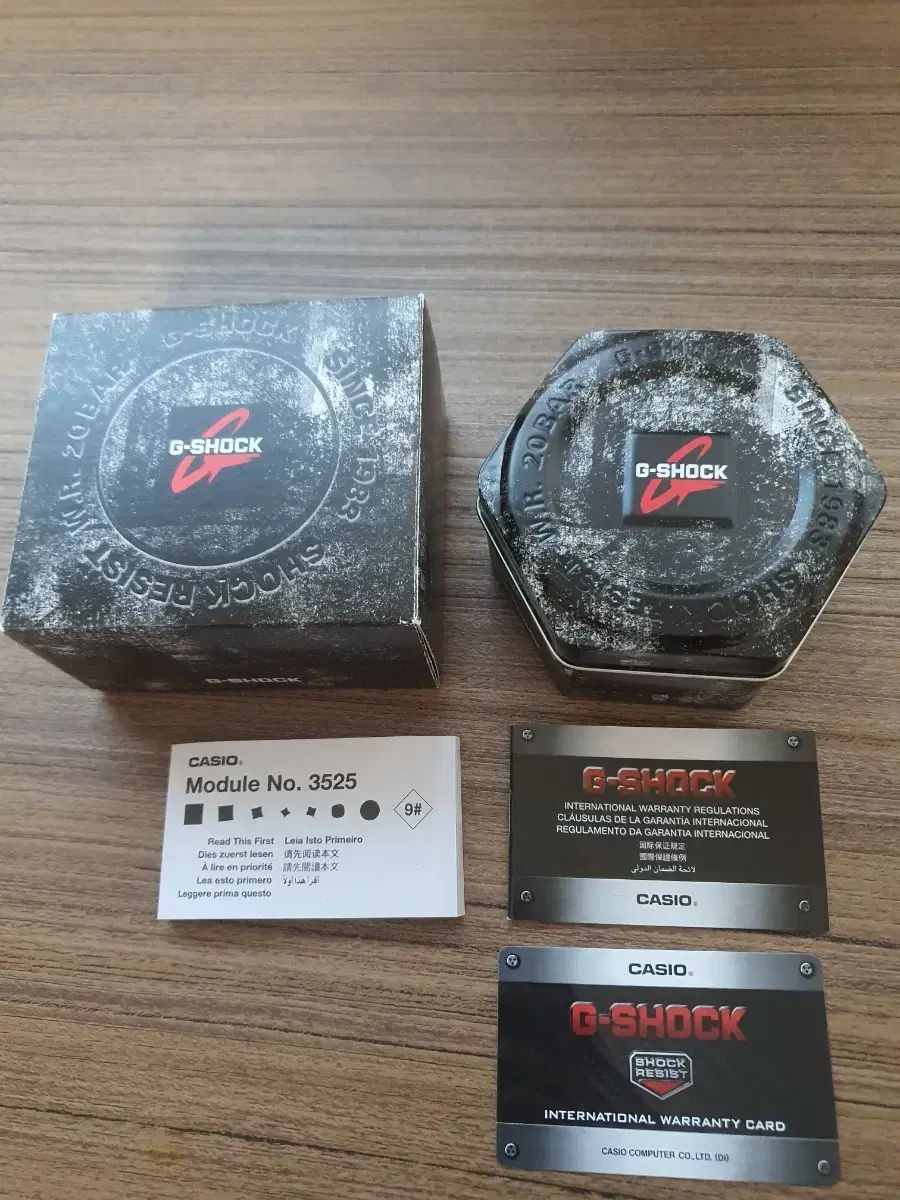 G-SHOCK
SINCE 1983
SHOCK RESIST
WR. 20BAR
G-SHOCK
G-SHOCK
G-SHOCK
WR. 20BAR
G-SHOCK
CASIO®
Module No. 3525
9#
Read This First Leia Isto Primeiro
Dies zuerst lesen 请先阅读本文
À lire en priorité 請先閱讀本文
Lea esto primero اقرأ هذا أولاً
Leggere prima questo
G-SHOCK
INTERNATIONAL WARRANTY REGULATIONS
CLÁUSULAS DE LA GARANTÍA INTERNACIONAL
REGULAMENTO DA GARANTIA INTERNACIONAL
国际保证规定
國際保證條例
لائحة الضمان الدولي
CASIO®
CASIO®
G-SHOCK
SHOCK
RESIST
INTERNATIONAL WARRANTY CARD
CASIO COMPUTER CO.,LTD. (DI)